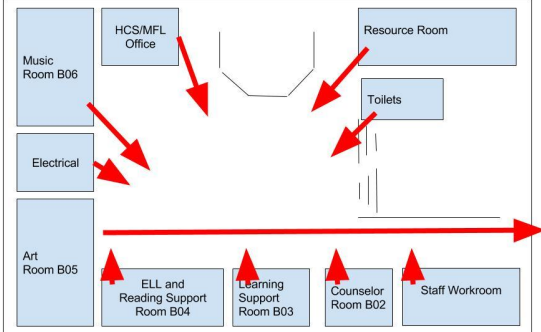 HCS/MFL
Office
Resource Room
Music
Room B06
Toilets
Electrical
Art
Room B05
ELL and
Reading Support
Room B04
Learning
Support
Room B03
Counselor
Room B02
Staff Workroom